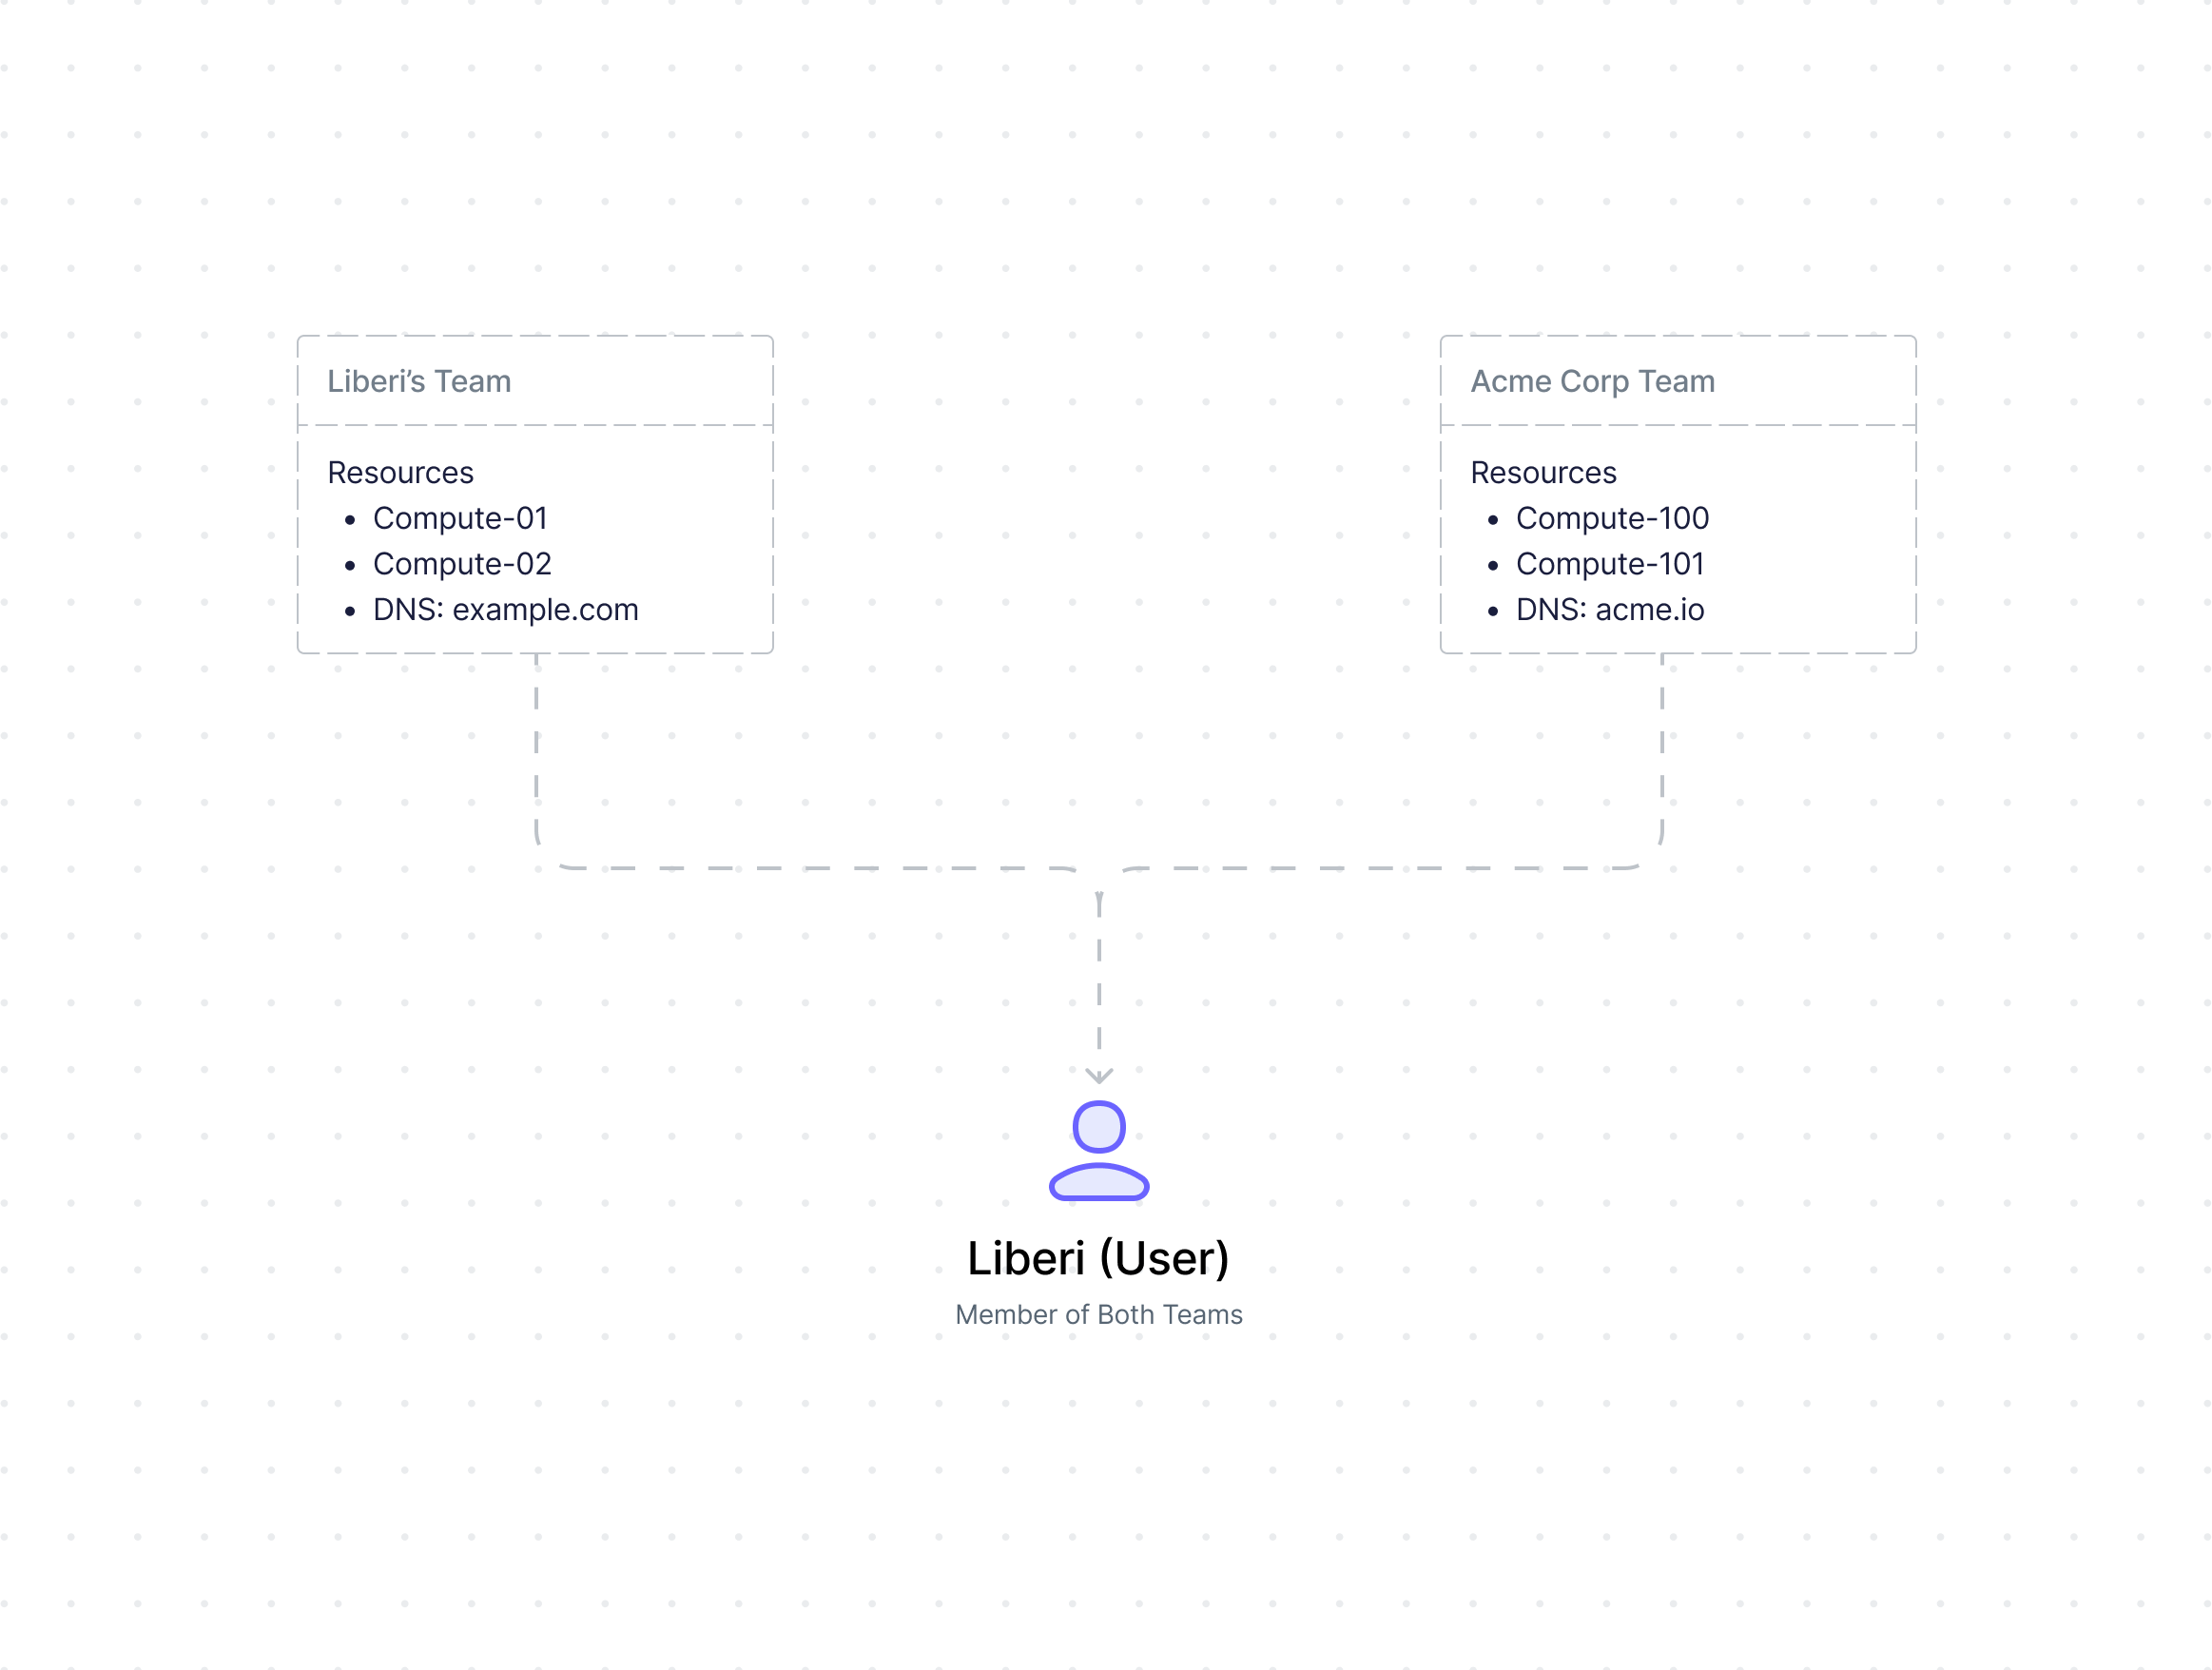 Liberi’s Team
Resources
• Compute-01
• Compute-02
• DNS: example.com
Acme Corp Team
Resources
• Compute-100
• Compute-101
• DNS: acme.io
Liberi (User)
Member of Both Teams